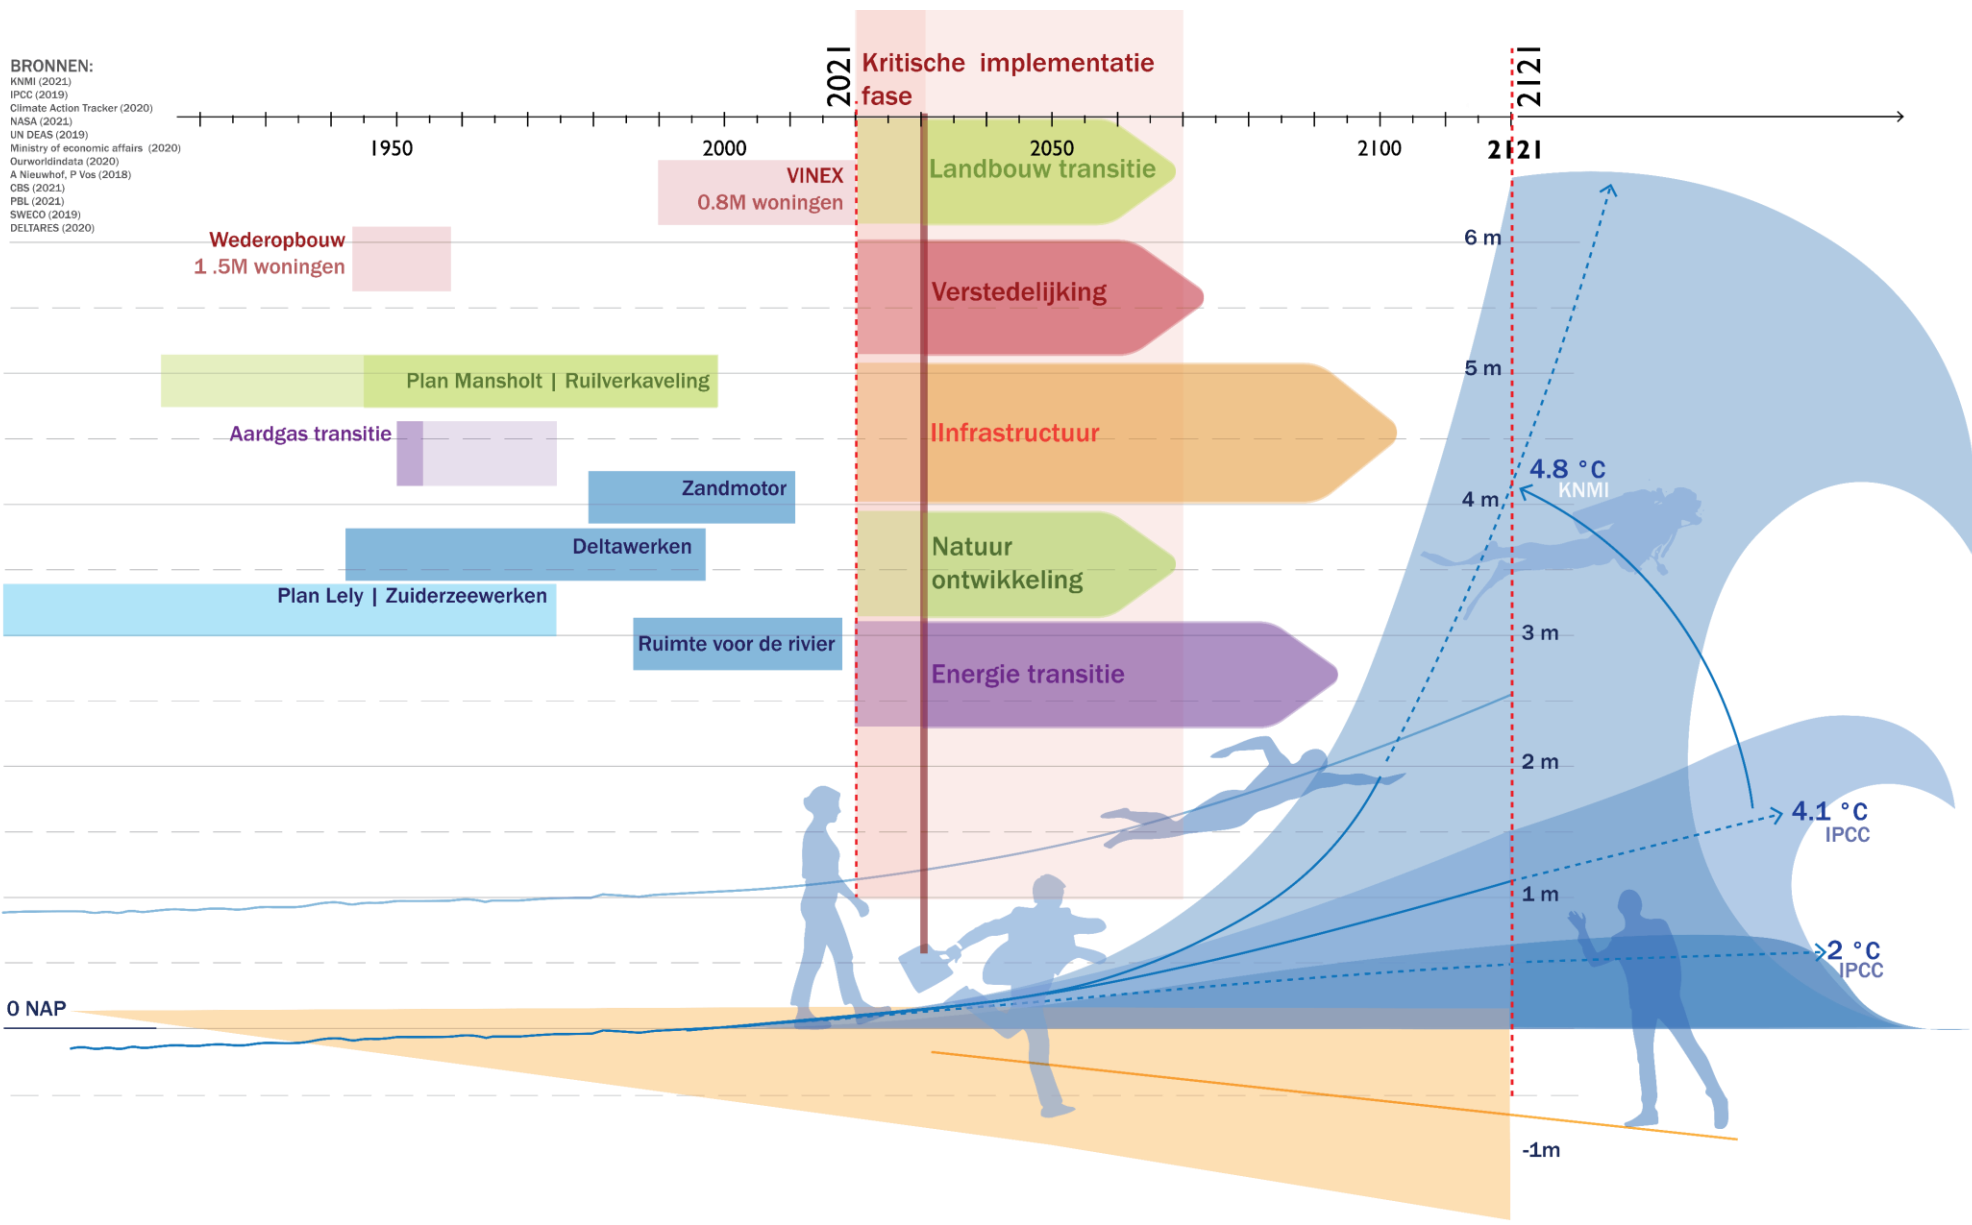 BRONNEN:
KNMI (2021)
IPCC (2019)
Climate Action Tracker (2020)
NASA (2021)
UN DEAS (2019)
Ministry of economic affairs (2020)
Ourworldindata (2020)
A Nieuwhof, P Vos (2018)
CBS (2021)
PBL (2021)
SWECO (2019)
DELTARES (2020)
2021
Kritische implementatie
fase
2121
1950
2000
2050
2100
2121
VINEX
0.8M woningen
Landbouw transitie
Wederopbouw
1 .5M woningen
6 m
Verstedelijking
5 m
Plan Mansholt | Ruilverkaveling
Aardgas transitie
IInfrastructuur
4.8 °C
KNMI
Zandmotor
4 m
Deltawerken
Natuur
ontwikkeling
Plan Lely | Zuiderzeewerken
3 m
Ruimte voor de rivier
Energie transitie
2 m
4.1 °C
IPCC
1 m
2 °C
IPCC
0 NAP
-1m